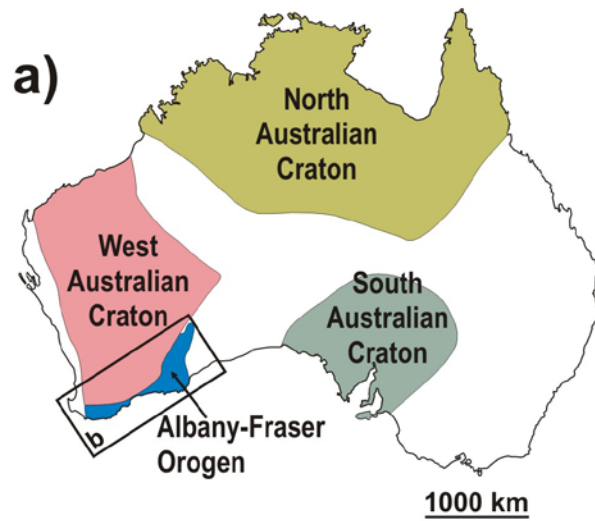 a)
North
Australian
Craton
West
Australian
Craton
South
Australian
Craton
b
Albany-Fraser
Orogen
1000 km